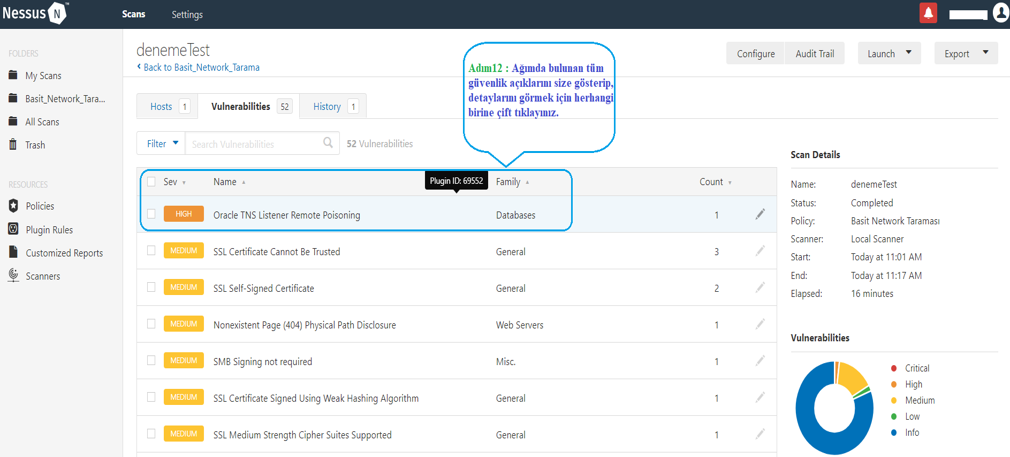 Nessus N
Scans
Settings
FOLDERS
My Scans
Basit_Network_Tara...
All Scans
Trash
RESOURCES
Policies
Plugin Rules
Customized Reports
Scanners
denemeTest
Back to Basit_Network_Tarama
Configure
Audit Trail
Launch
Export
Adım12 : Ağımda bulunan tüm
güvenlik açıklarını size gösterip,
detaylarını görmek için herhangi
birine çift tıklayınız.
Hosts 1
Vulnerabilities 52
History 1
Filter
Search Vulnerabilities
52 Vulnerabilities
Sev Name Family Count
Plugin ID: 69552
HIGH Oracle TNS Listener Remote Poisoning Databases 1
MEDIUM SSL Certificate Cannot Be Trusted General 3
MEDIUM SSL Self-Signed Certificate General 2
MEDIUM Nonexistent Page (404) Physical Path Disclosure Web Servers 1
MEDIUM SMB Signing not required Misc. 1
MEDIUM SSL Certificate Signed Using Weak Hashing Algorithm General 1
MEDIUM SSL Medium Strength Cipher Suites Supported General 1
Scan Details
Name: denemeTest
Status: Completed
Policy: Basit Network Taraması
Scanner: Local Scanner
Start: Today at 11:01 AM
End: Today at 11:17 AM
Elapsed: 16 minutes
Vulnerabilities
Critical
High
Medium
Low
Info